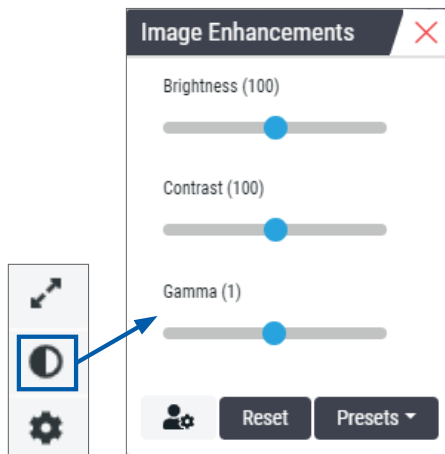 Image Enhancements
Brightness (100)
Contrast (100)
Gamma (1)
Reset Presets